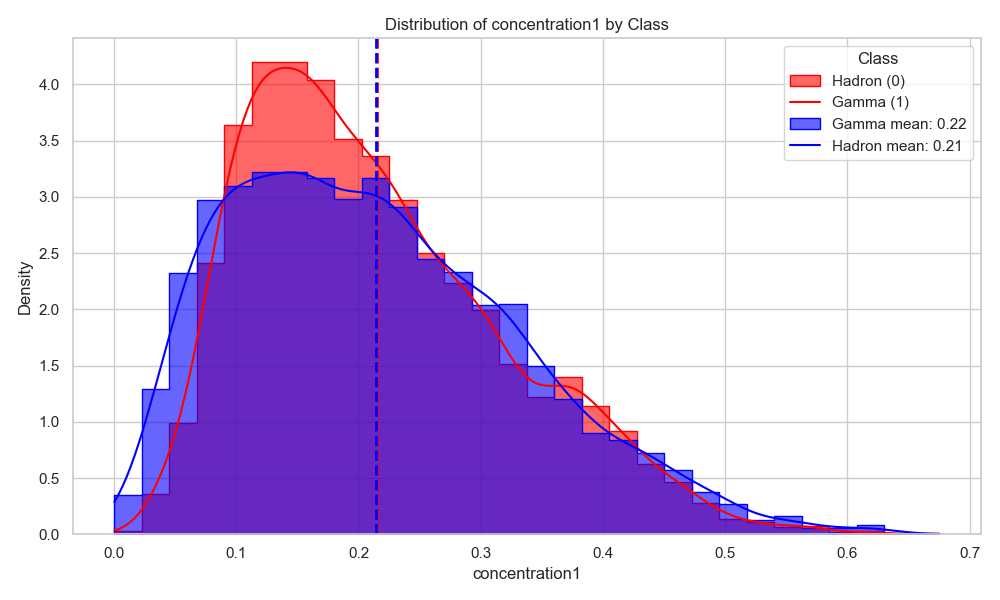 Distribution of concentration1 by Class
Class
Hadron (0)
Gamma (1)
Gamma mean: 0.22
Hadron mean: 0.21
Density
4.0
3.5
3.0
2.5
2.0
1.5
1.0
0.5
0.0
0.0 0.1 0.2 0.3 0.4 0.5 0.6 0.7
concentration1